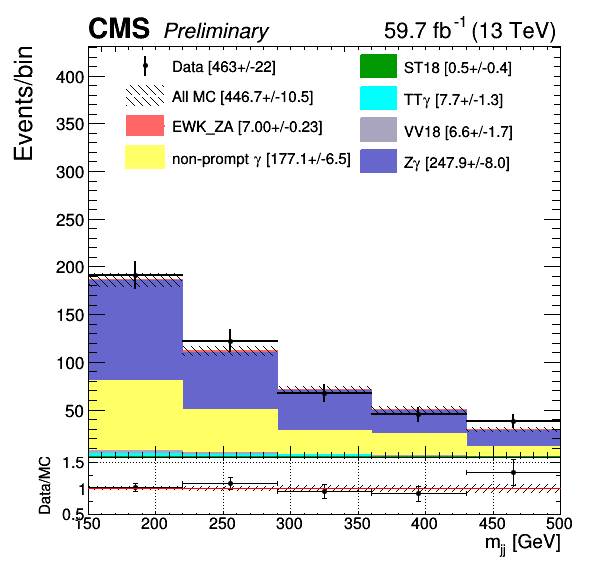 CMS Preliminary 59.7 fb⁻¹ (13 TeV)
Events/bin
Data [463+/-22]
All MC [446.7+/-10.5]
EWK_ZA [7.00+/-0.23]
non-prompt γ [177.1+/-6.5]
ST18 [0.5+/-0.4]
TTγ [7.7+/-1.3]
VV18 [6.6+/-1.7]
Zγ [247.9+/-8.0]
400
350
300
250
200
150
100
50
Data/MC
1.5
1
0.5
150 200 250 300 350 400 450 500
m_jj [GeV]